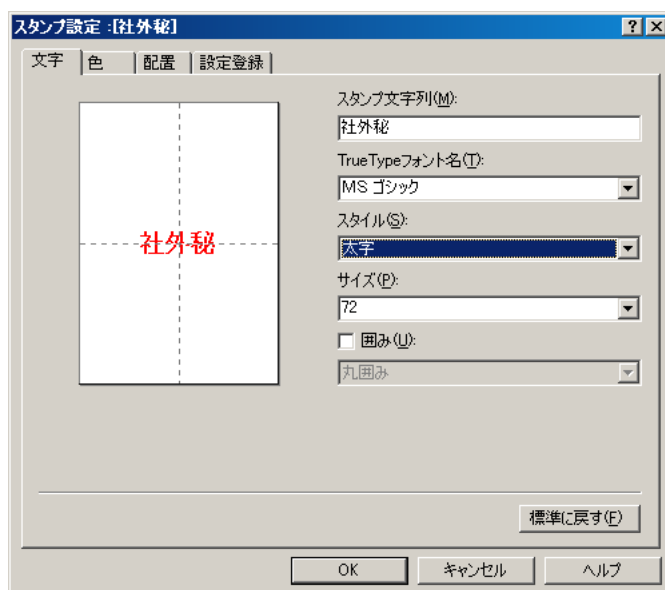 スタンプ設定 :[社外秘]
文字 色 配置 設定登録
スタンプ文字列(M):
社外秘
TrueTypeフォント名(T):
MS ゴシック
スタイル(S):
太字
サイズ(P):
72
囲み(U):
丸囲み
社外秘
標準に戻す(F)
OK キャンセル ヘルプ